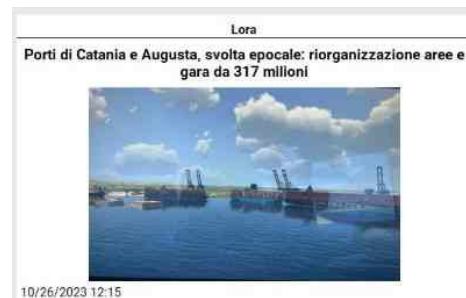 Lora
Porti di Catania e Augusta, svolta epocale: riorganizzazione aree e
gara da 317 milioni
10/26/2023 12:15